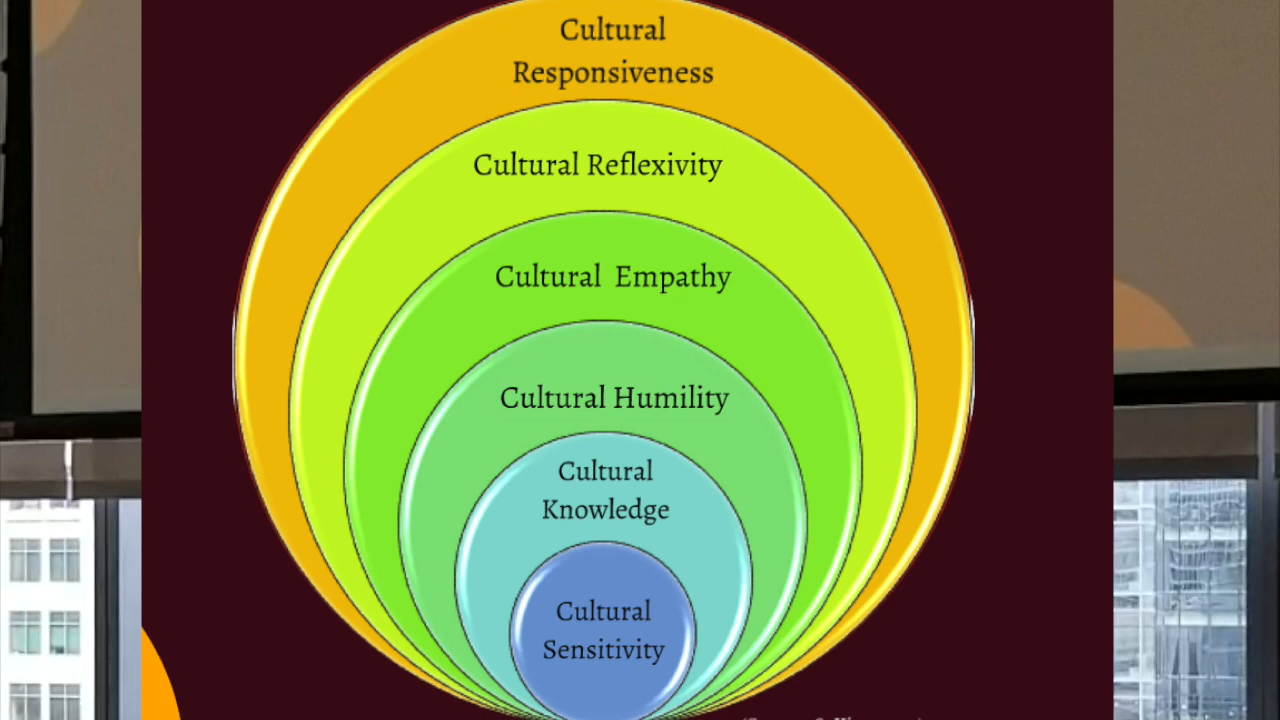 Cultural
Responsiveness
Cultural Reflexivity
Cultural Empathy
Cultural Humility
Cultural
Knowledge
Cultural
Sensitivity